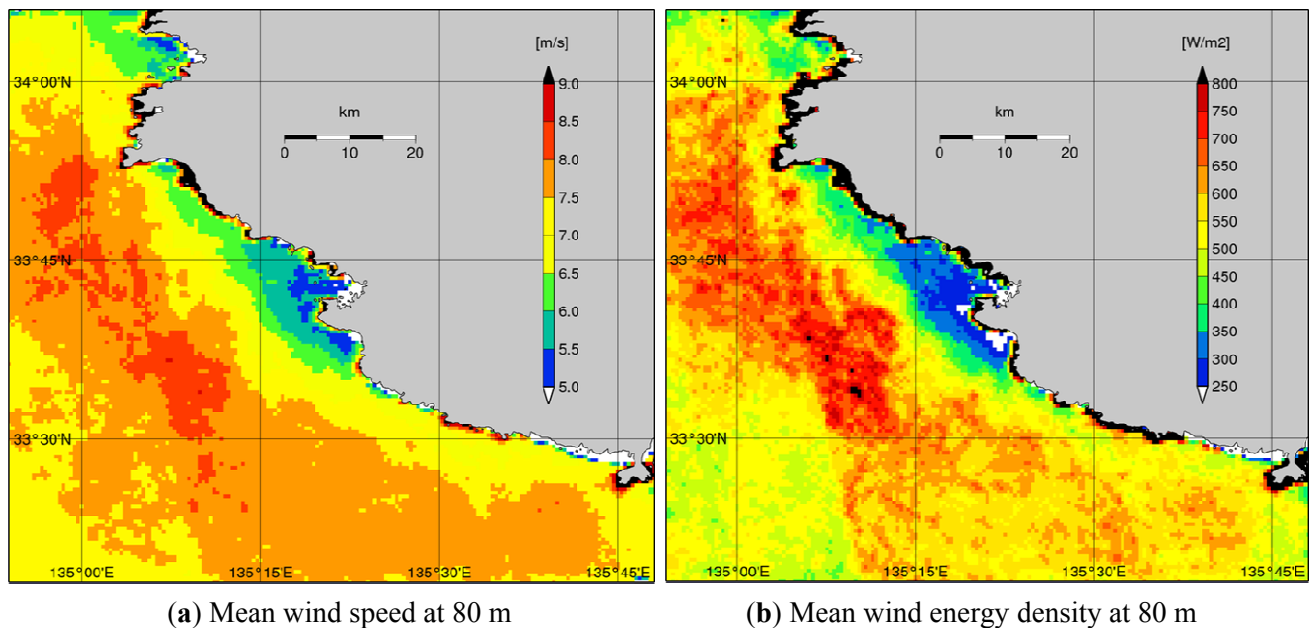 [m/s]
34°00'N
9.0
8.5
8.0
7.5
7.0
6.5
6.0
5.5
5.0
km
0 10 20
33°45'N
33°30'N
135°00'E 135°15'E 135°30'E 135°45'E
(a) Mean wind speed at 80 m
[W/m2]
34°00'N
800
750
700
650
600
550
500
450
400
350
300
250
km
0 10 20
33°45'N
33°30'N
135°00'E 135°15'E 135°30'E 135°45'E
(b) Mean wind energy density at 80 m